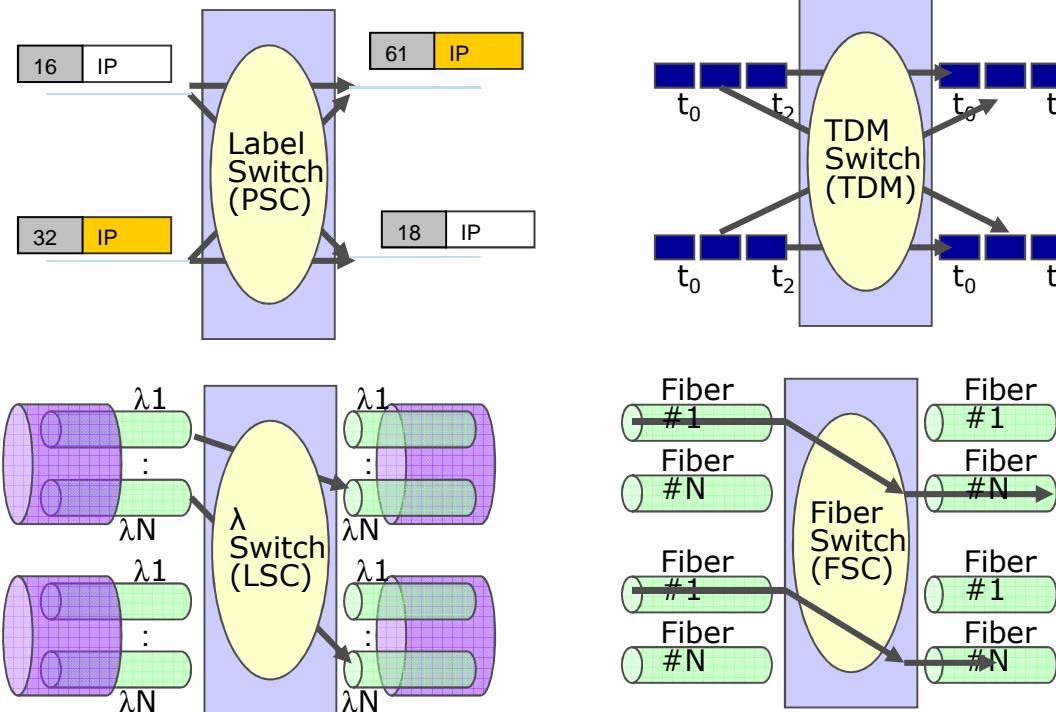 16 IP
61 IP
Label
Switch
(PSC)
32 IP
18 IP
t0 t2 t0 t
TDM
Switch
(TDM)
t0 t2 t0 t
λ1 λ1
: :
λN λN
λ
Switch
(LSC)
λ1 λ1
: :
λN λN
Fiber
#1
Fiber
#1
Fiber
#N
Fiber
#N
Fiber
Switch
(FSC)
Fiber
#1
Fiber
#1
Fiber
#N
Fiber
#N